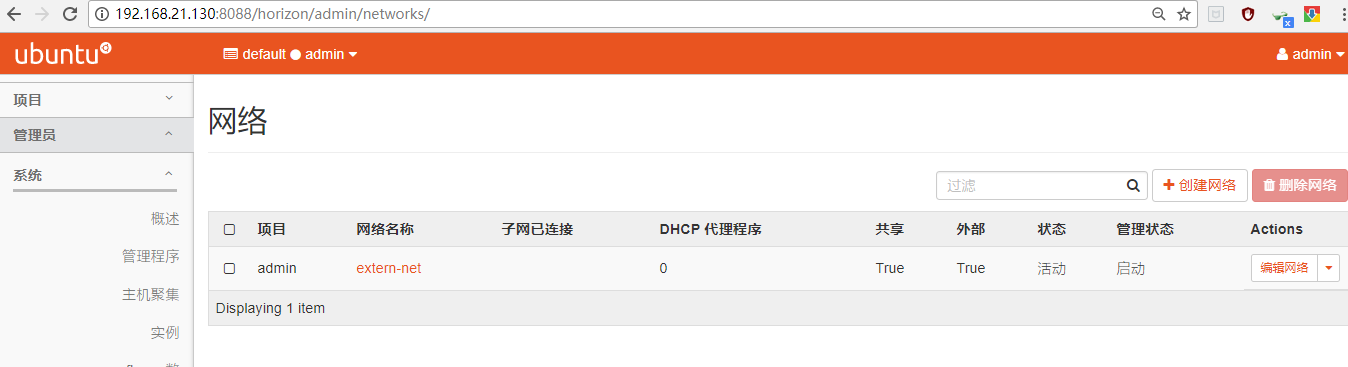 192.168.21.130:8088/horizon/admin/networks/
ubuntu default admin admin
项目
管理员
系统
概述
管理程序
主机聚集
实例
网络
过滤 创建网络 删除网络
项目 网络名称 子网已连接 DHCP 代理程序 共享 外部 状态 管理状态 Actions
admin extern-net 0 True True 活动 启动 编辑网络
Displaying 1 item